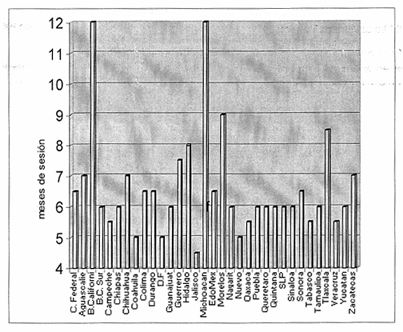 12
11
10
9
8
7
6
5
4
meses de sesión
C. Federal
Aguascalie
B.Californi
B.C. Sur
Campeche
Chiapas
Chihuahua
Coahuila
Colima
Durango
D.F.
Guanajuat
Guerrero
Hidalgo
Jalisco
Michoacan
EdoMex
Morelos
Nayarit
Nuevo
Oaxaca
Puebla
Queretaro
Quintana
SLP
Sinaloa
Sonora
Tabasco
Tamaulipa
Tlaxcala
Veracruz
Yucatan
Zacatecas